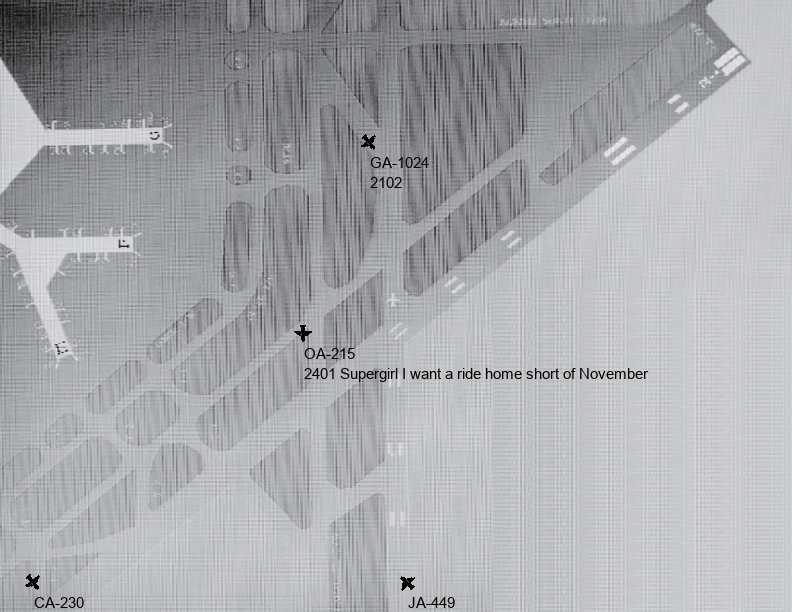 G
GA-1024
2102
F
OA-215
2401 Supergirl I want a ride home short of November
CA-230
JA-449